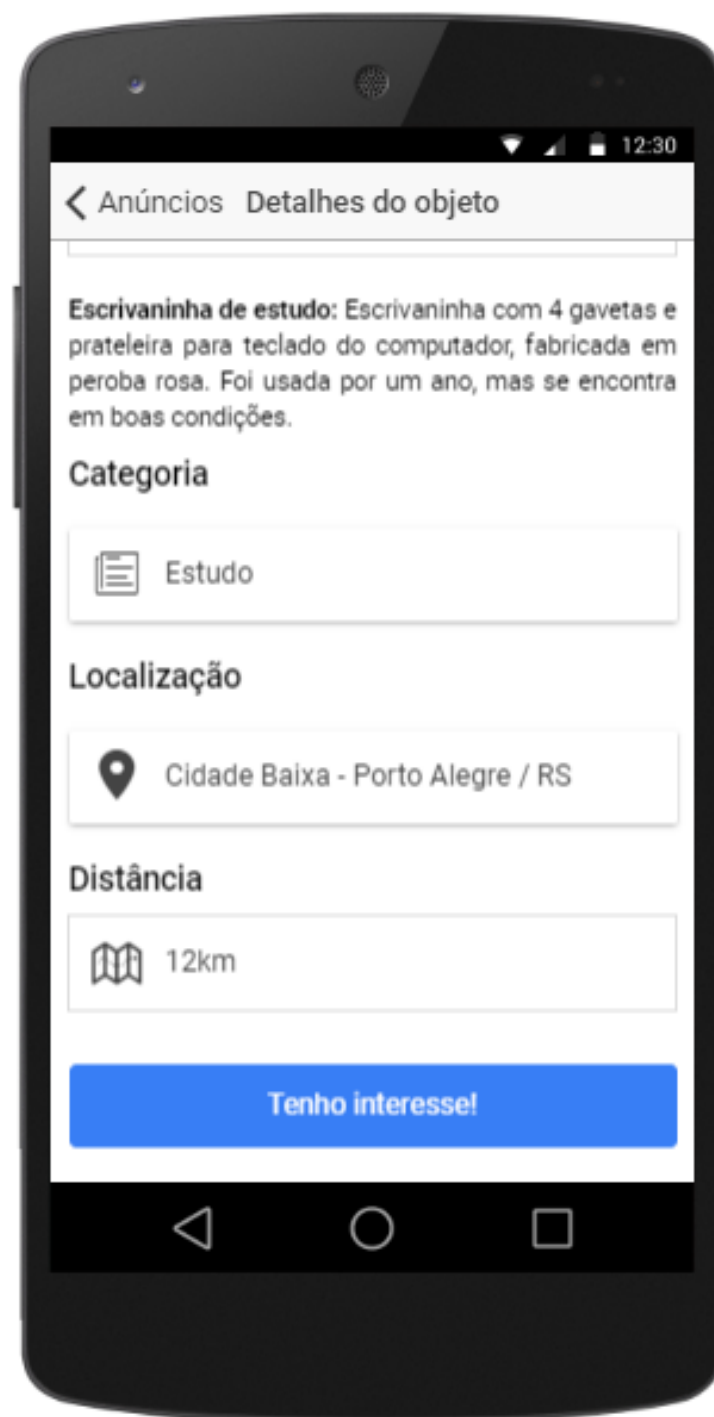 12:30
Anúncios Detalhes do objeto
Escrivaninha de estudo: Escrivaninha com 4 gavetas e
prateleira para teclado do computador, fabricada em
peroba rosa. Foi usada por um ano, mas se encontra
em boas condições.
Categoria
Estudo
Localização
Cidade Baixa - Porto Alegre / RS
Distância
12km
Tenho interesse!